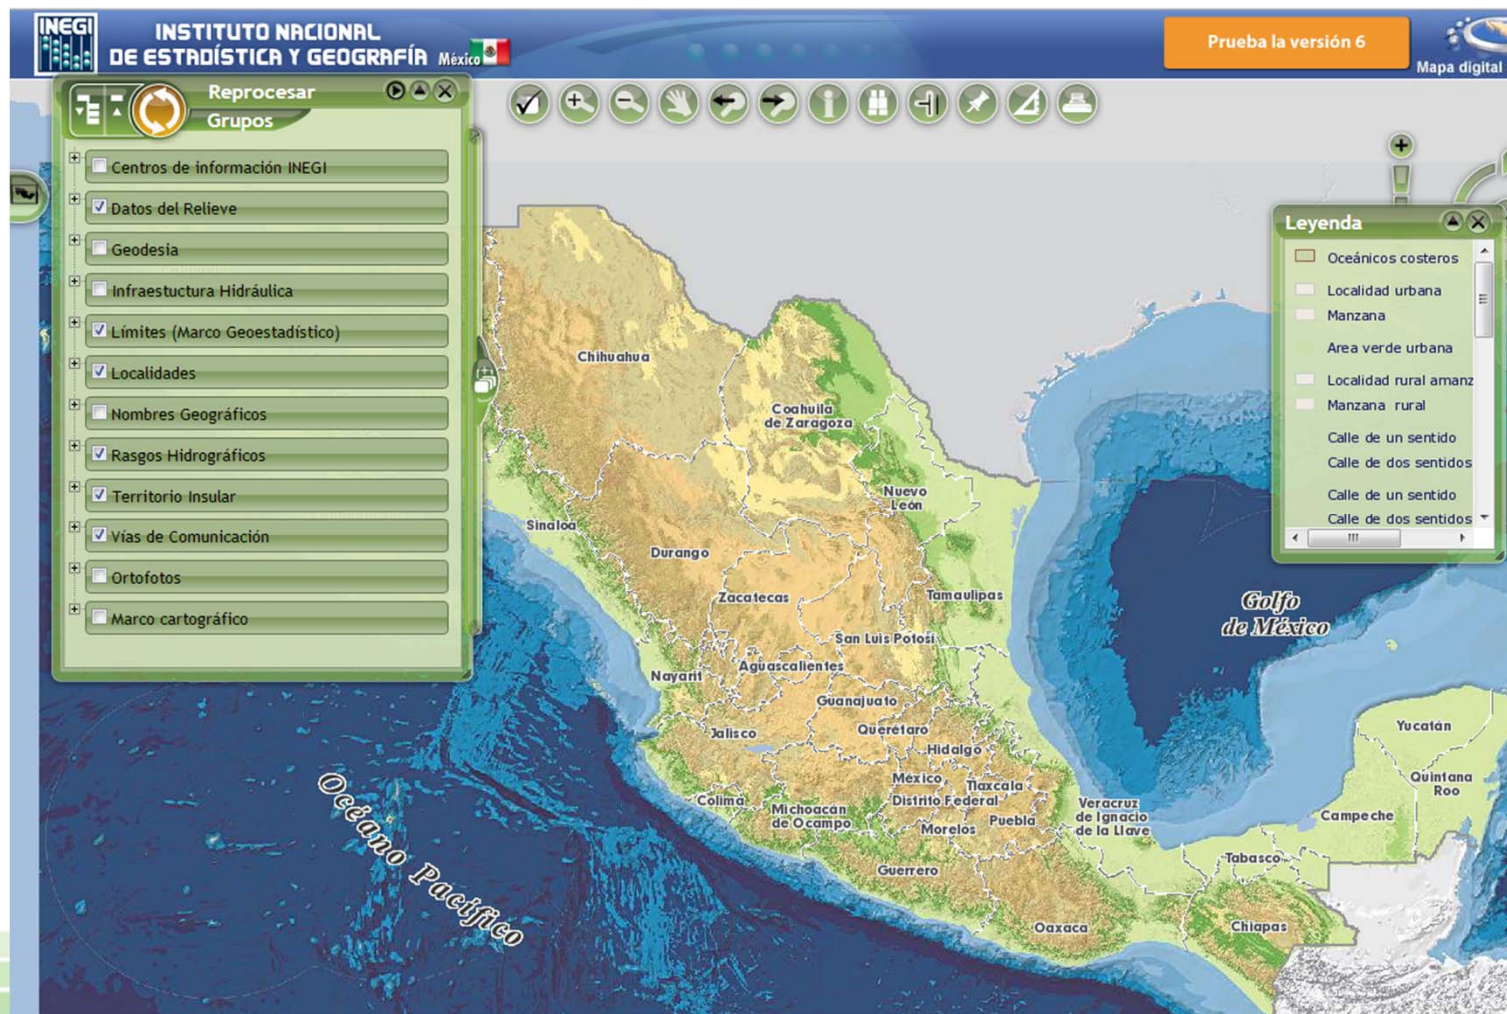 INEGI
INSTITUTO NACIONAL
DE ESTADÍSTICA Y GEOGRAFÍA México
Prueba la versión 6
Mapa digital
Reprocesar
Grupos
Centros de información INEGI
Datos del Relieve
Geodesia
Infraestuctura Hidráulica
Límites (Marco Geoestadístico)
Localidades
Nombres Geográficos
Rasgos Hidrográficos
Territorio Insular
Vías de Comunicación
Ortofotos
Marco cartográfico
Leyenda
Oceánicos costeros
Localidad urbana
Manzana
Area verde urbana
Localidad rural amanz
Manzana rural
Calle de un sentido
Calle de dos sentidos
Calle de un sentido
Calle de dos sentidos
Chihuahua
Coahuila
de Zaragoza
Nuevo
León
Sinaloa
Durango
Zacatecas
Tamaulipas
San Luis Potosí
Golfo
de México
Aguascalientes
Nayarit
Guanajuato
Jalisco
Querétaro
Hidalgo
Yucatán
México
Tlaxcala
Quintana
Roo
Colima
Michoacán
de Ocampo
Distrito Federal
Morelos
Puebla
Veracruz
de Ignacio
de la Llave
Campeche
Tabasco
Guerrero
Océano Pacífico
Oaxaca
Chiapas